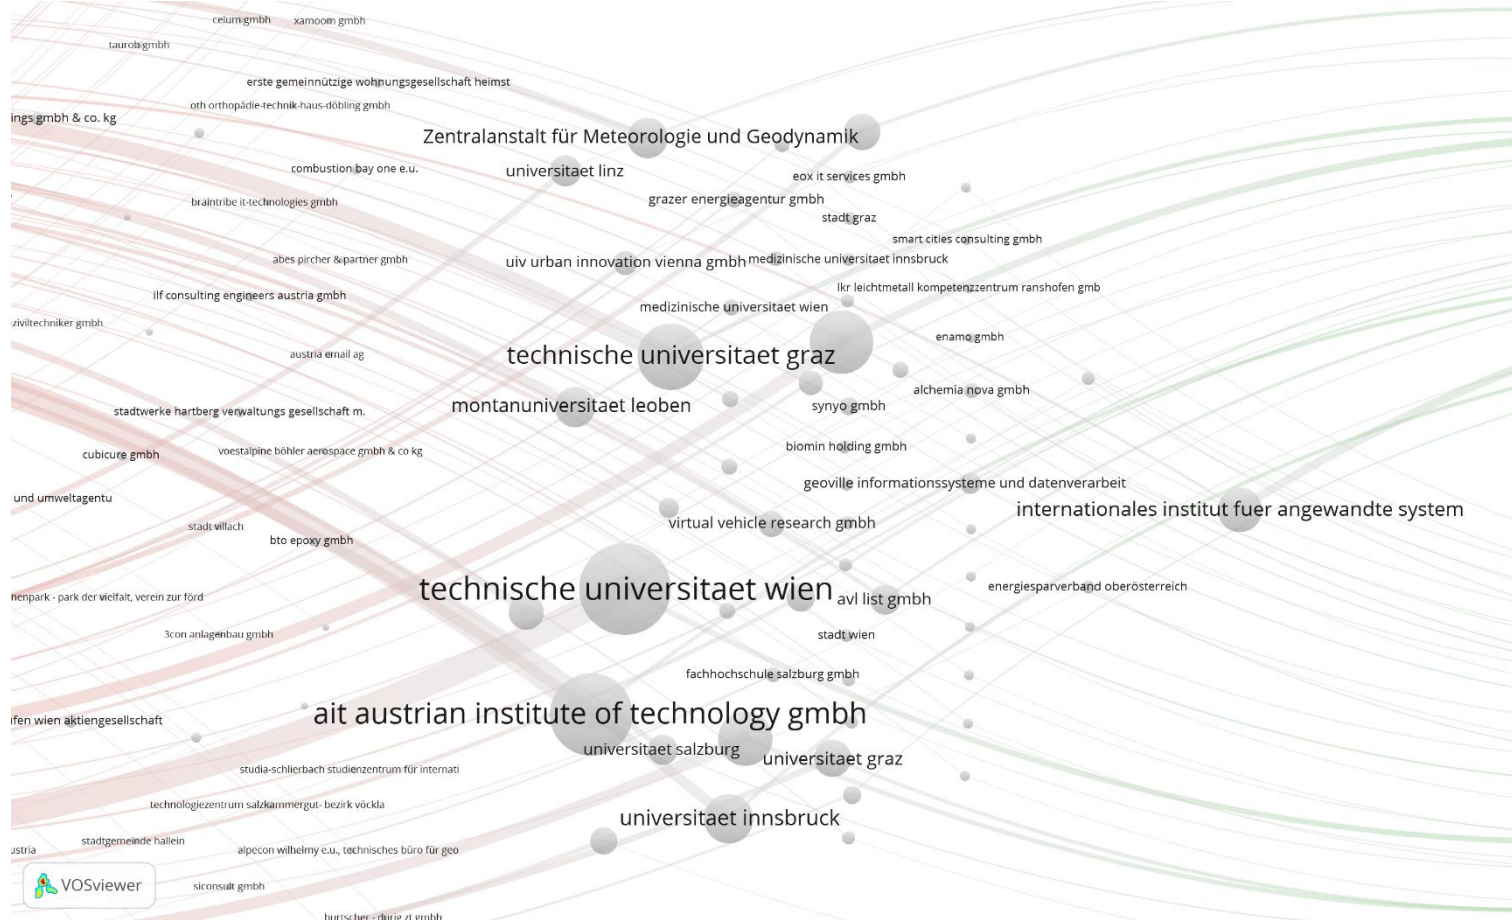 celum gmbh
xamoom gmbh
taurob gmbh
erste gemeinnützige wohnungsgesellschaft heimst
oth orthopädie-technik-haus-döbling gmbh
ings gmbh & co. kg
Zentralanstalt für Meteorologie und Geodynamik
combustion bay one e.u.
universitaet linz
eox it services gmbh
braintribe it-technologies gmbh
grazer energieagentur gmbh
stadt graz
smart cities consulting gmbh
abes pircher & partner gmbh
uiv urban innovation vienna gmbh
medizinische universitaet innsbruck
ilf consulting engineers austria gmbh
lkr leichtmetall kompetenzzentrum ranshofen gmb
medizinische universitaet wien
ziviltechniker gmbh
enamo gmbh
austria email ag
technische universitaet graz
alchemia nova gmbh
stadtwerke hartberg verwaltungs gesellschaft m.
montanuniversitaet leoben
synyo gmbh
cubicure gmbh
voestalpine böhler aerospace gmbh & co kg
biomin holding gmbh
geoville informationssysteme und datenverarbeit
und umweltagentu
internationales institut fuer angewandte system
stadt villach
virtual vehicle research gmbh
bto epoxy gmbh
technische universitaet wien
energiesparverband oberösterreich
nenpark - park der vielfalt, verein zur förd
avl list gmbh
3con anlagenbau gmbh
stadt wien
fachhochschule salzburg gmbh
fen wien aktiengesellschaft
ait austrian institute of technology gmbh
universitaet salzburg
universitaet graz
studia-schlierbach studienzentrum für internati
technologiezentrum salzkammergut- bezirk vöckla
universitaet innsbruck
stadtgemeinde hallein
ustria
alpecon wilhelmy e.u., technisches büro für geo
VOSviewer
siconsult gmbh
burtscher - durig zt gmbh